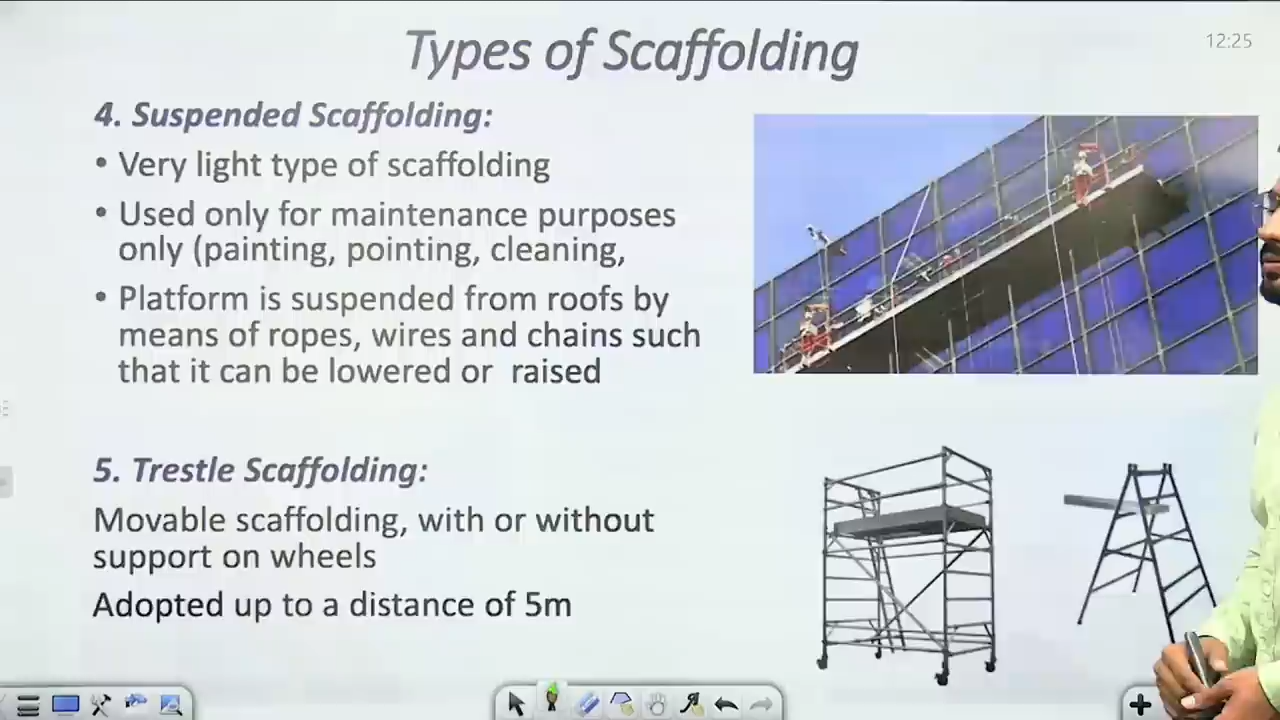 Types of Scaffolding
12:25
4. Suspended Scaffolding:
• Very light type of scaffolding
• Used only for maintenance purposes
only (painting, pointing, cleaning,
• Platform is suspended from roofs by
means of ropes, wires and chains such
that it can be lowered or raised
5. Trestle Scaffolding:
Movable scaffolding, with or without
support on wheels
Adopted up to a distance of 5m